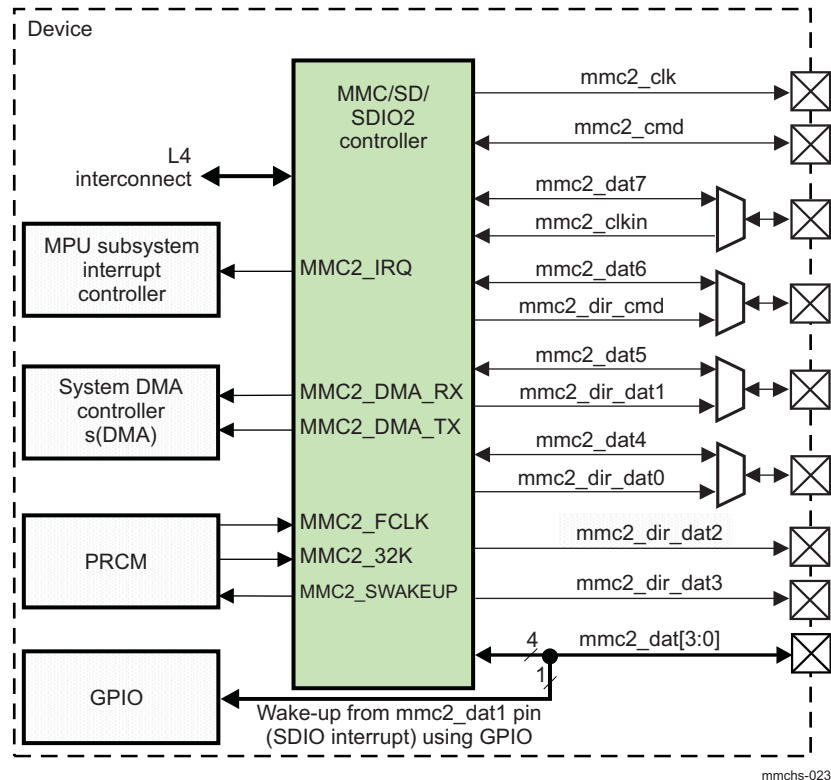 Device
MMC/SD/
SDIO2
controller
L4
interconnect
MPU subsystem
interrupt
controller
MMC2_IRQ
System DMA
controller
s(DMA)
MMC2_DMA_RX
MMC2_DMA_TX
PRCM
MMC2_FCLK
MMC2_32K
MMC2_SWAKEUP
GPIO
mmc2_clk
mmc2_cmd
mmc2_dat7
mmc2_clkin
mmc2_dat6
mmc2_dir_cmd
mmc2_dat5
mmc2_dir_dat1
mmc2_dat4
mmc2_dir_dat0
mmc2_dir_dat2
mmc2_dir_dat3
4
mmc2_dat[3:0]
1
Wake-up from mmc2_dat1 pin
(SDIO interrupt) using GPIO
mmchs-023